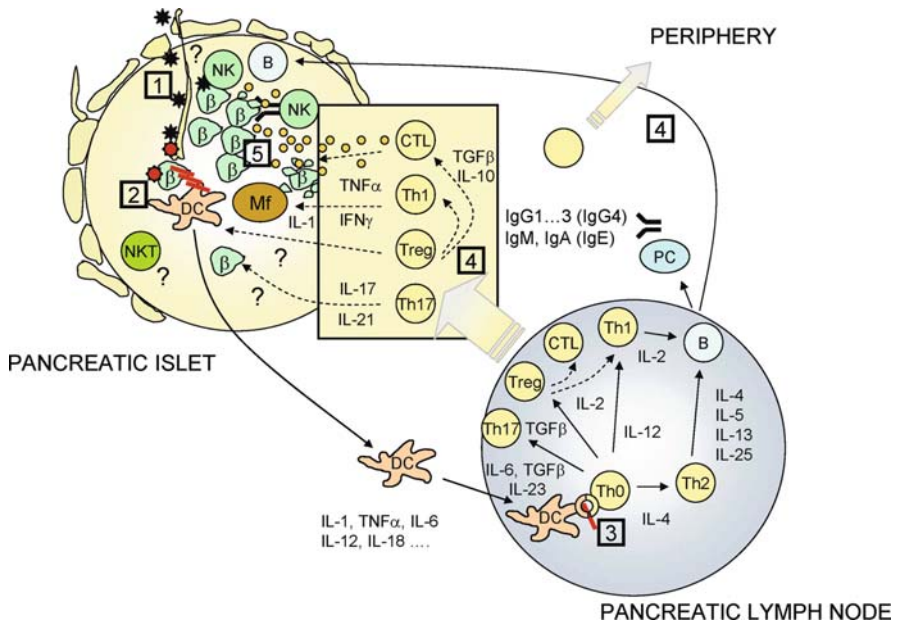 PERIPHERY
?
B
NK
1
β
NK
β
β
β
4
5
CTL
TGFβ
IL-10
β
β
2
TNFα
Th1
DC
Mf
IL-1
IFNγ
IgG1...3 (IgG4)
IgM, IgA (IgE)
NKT
?
β
?
?
Treg
4
PC
IL-17
IL-21
Th17
PANCREATIC ISLET
Th1
CTL
IL-2
B
Treg
IL-2
IL-4
IL-5
IL-13
IL-25
Th17
TGFβ
IL-12
DC
IL-6, TGFβ
IL-23
Th0
Th2
DC
IL-4
3
IL-1, TNFα, IL-6
IL-12, IL-18 ....
PANCREATIC LYMPH NODE